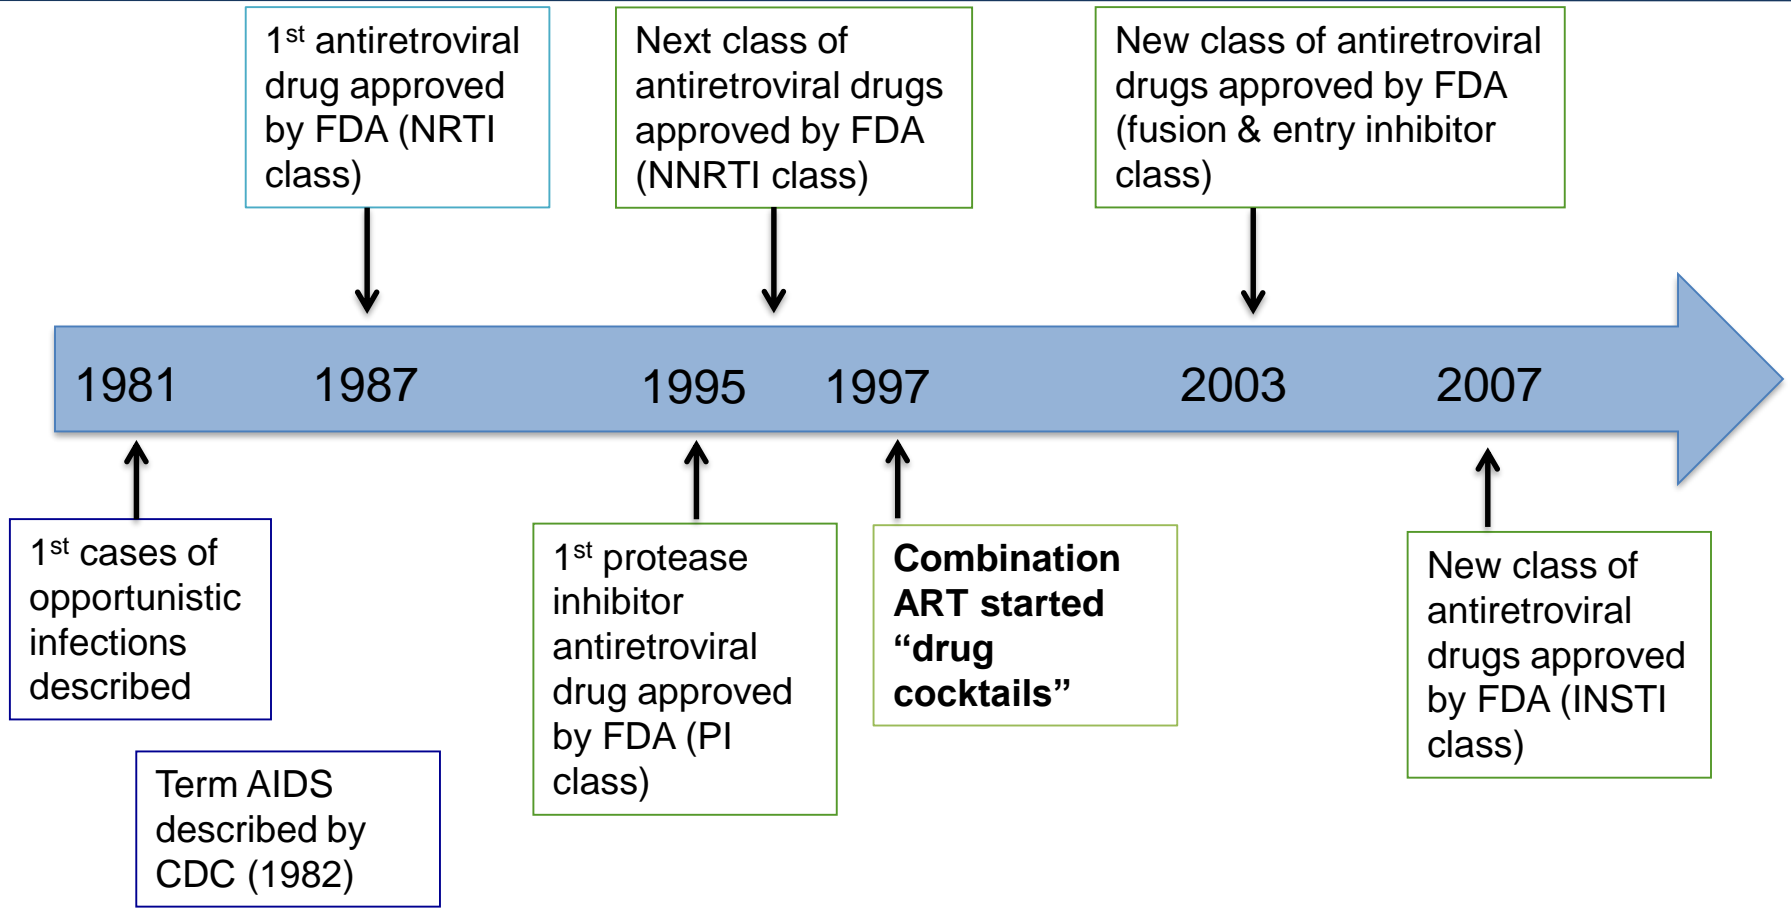 1st antiretroviral
drug approved
by FDA (NRTI
class)
Next class of
antiretroviral drugs
approved by FDA
(NNRTI class)
New class of antiretroviral
drugs approved by FDA
(fusion & entry inhibitor
class)
1981
1987
1995
1997
2003
2007
1st cases of
opportunistic
infections
described
Term AIDS
described by
CDC (1982)
1st protease
inhibitor
antiretroviral
drug approved
by FDA (PI
class)
Combination
ART started
“drug
cocktails”
New class of
antiretroviral
drugs approved
by FDA (INSTI
class)